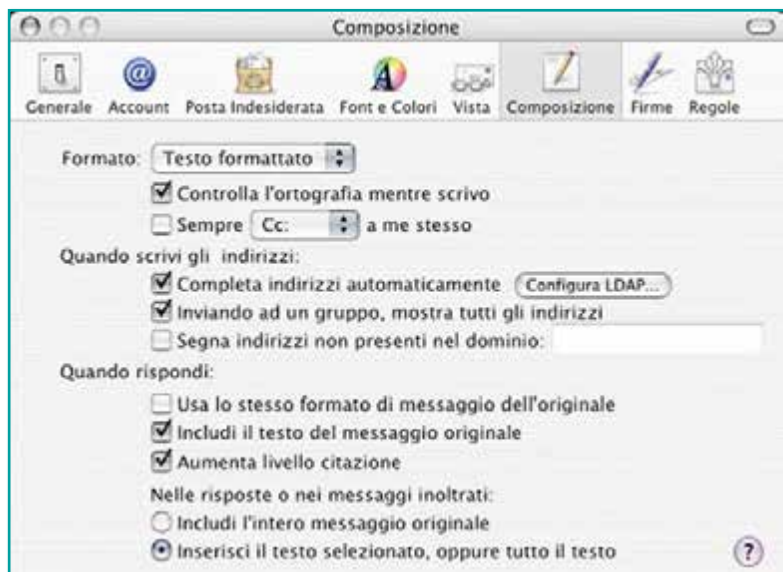 Composizione
Generale Account Posta Indesiderata Font e Colori Vista Composizione Firme Regole
Formato: Testo formattato
Controlla l'ortografia mentre scrivo
Sempre Cc: a me stesso
Quando scrivi gli indirizzi:
Completa indirizzi automaticamente Configura LDAP...
Inviando ad un gruppo, mostra tutti gli indirizzi
Segna indirizzi non presenti nel dominio:
Quando rispondi:
Usa lo stesso formato di messaggio dell'originale
Includi il testo del messaggio originale
Aumenta livello citazione
Nelle risposte o nei messaggi inoltrati:
Includi l'intero messaggio originale
Inserisci il testo selezionato, oppure tutto il testo ?